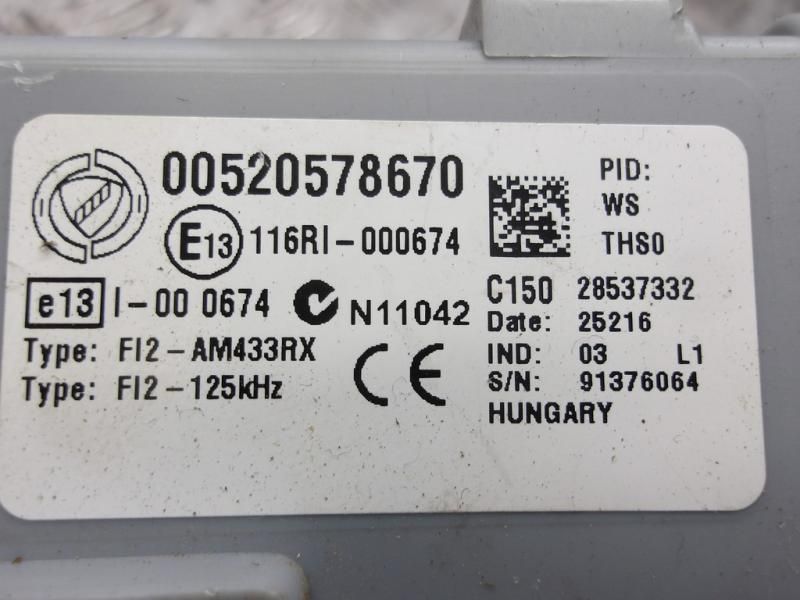 00520578670
E13 116RI-000674
e13 I-00 0674 N11042
Type: FI2-AM433RX
Type: FI2-125kHz
CE
PID:
WS
THS0
C150 28537332
Date: 25216
IND: 03 L1
S/N: 91376064
HUNGARY